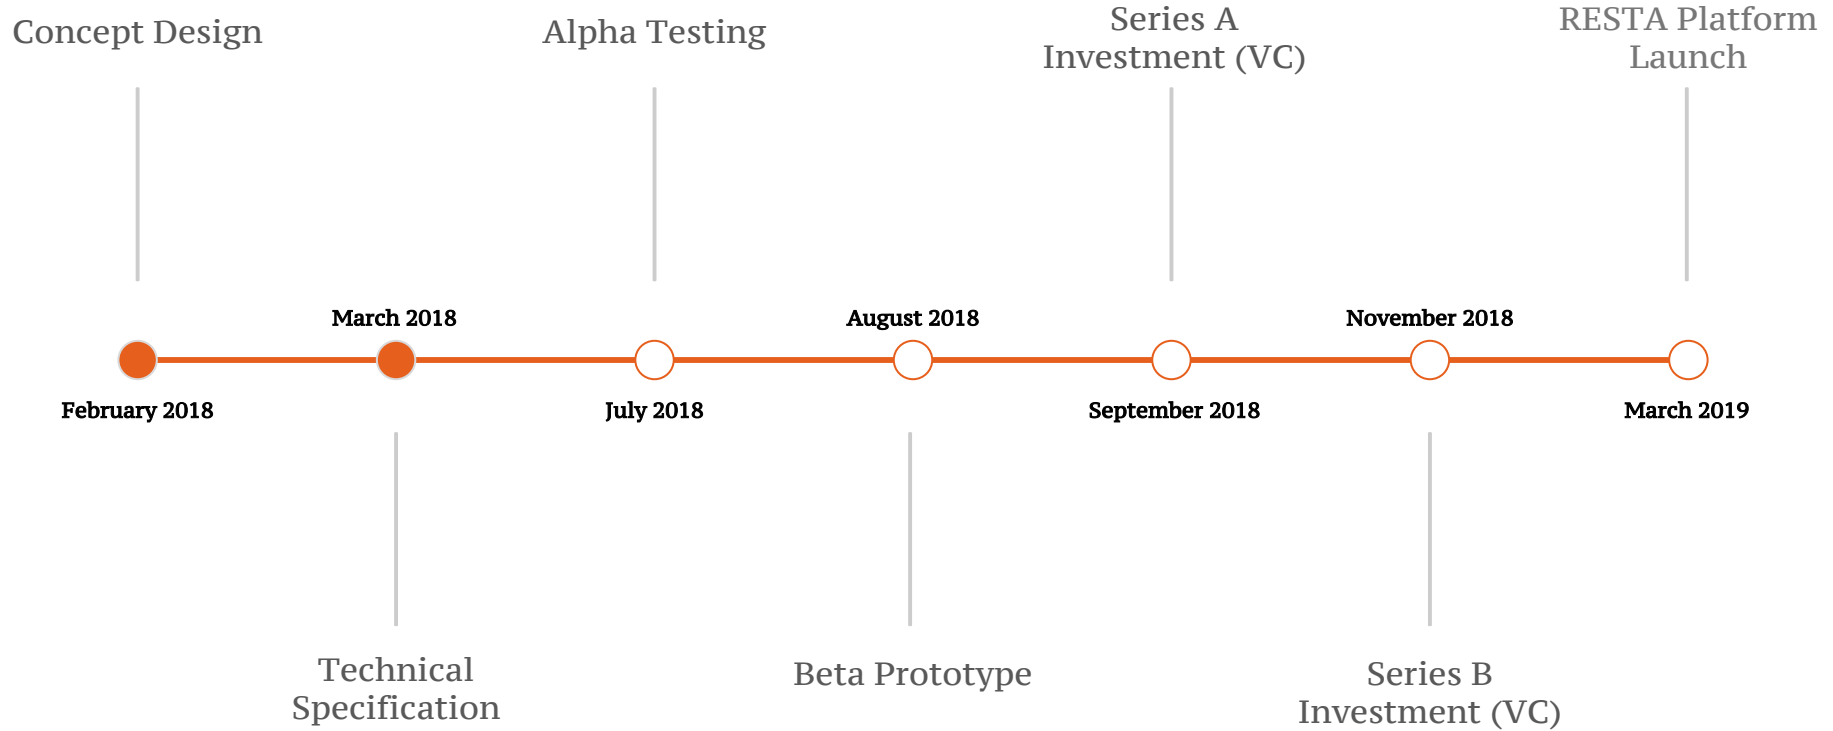 Concept Design
Alpha Testing
Series A
Investment (VC)
RESTA Platform
Launch
March 2018
August 2018
November 2018
February 2018
July 2018
September 2018
March 2019
Technical
Specification
Beta Prototype
Series B
Investment (VC)